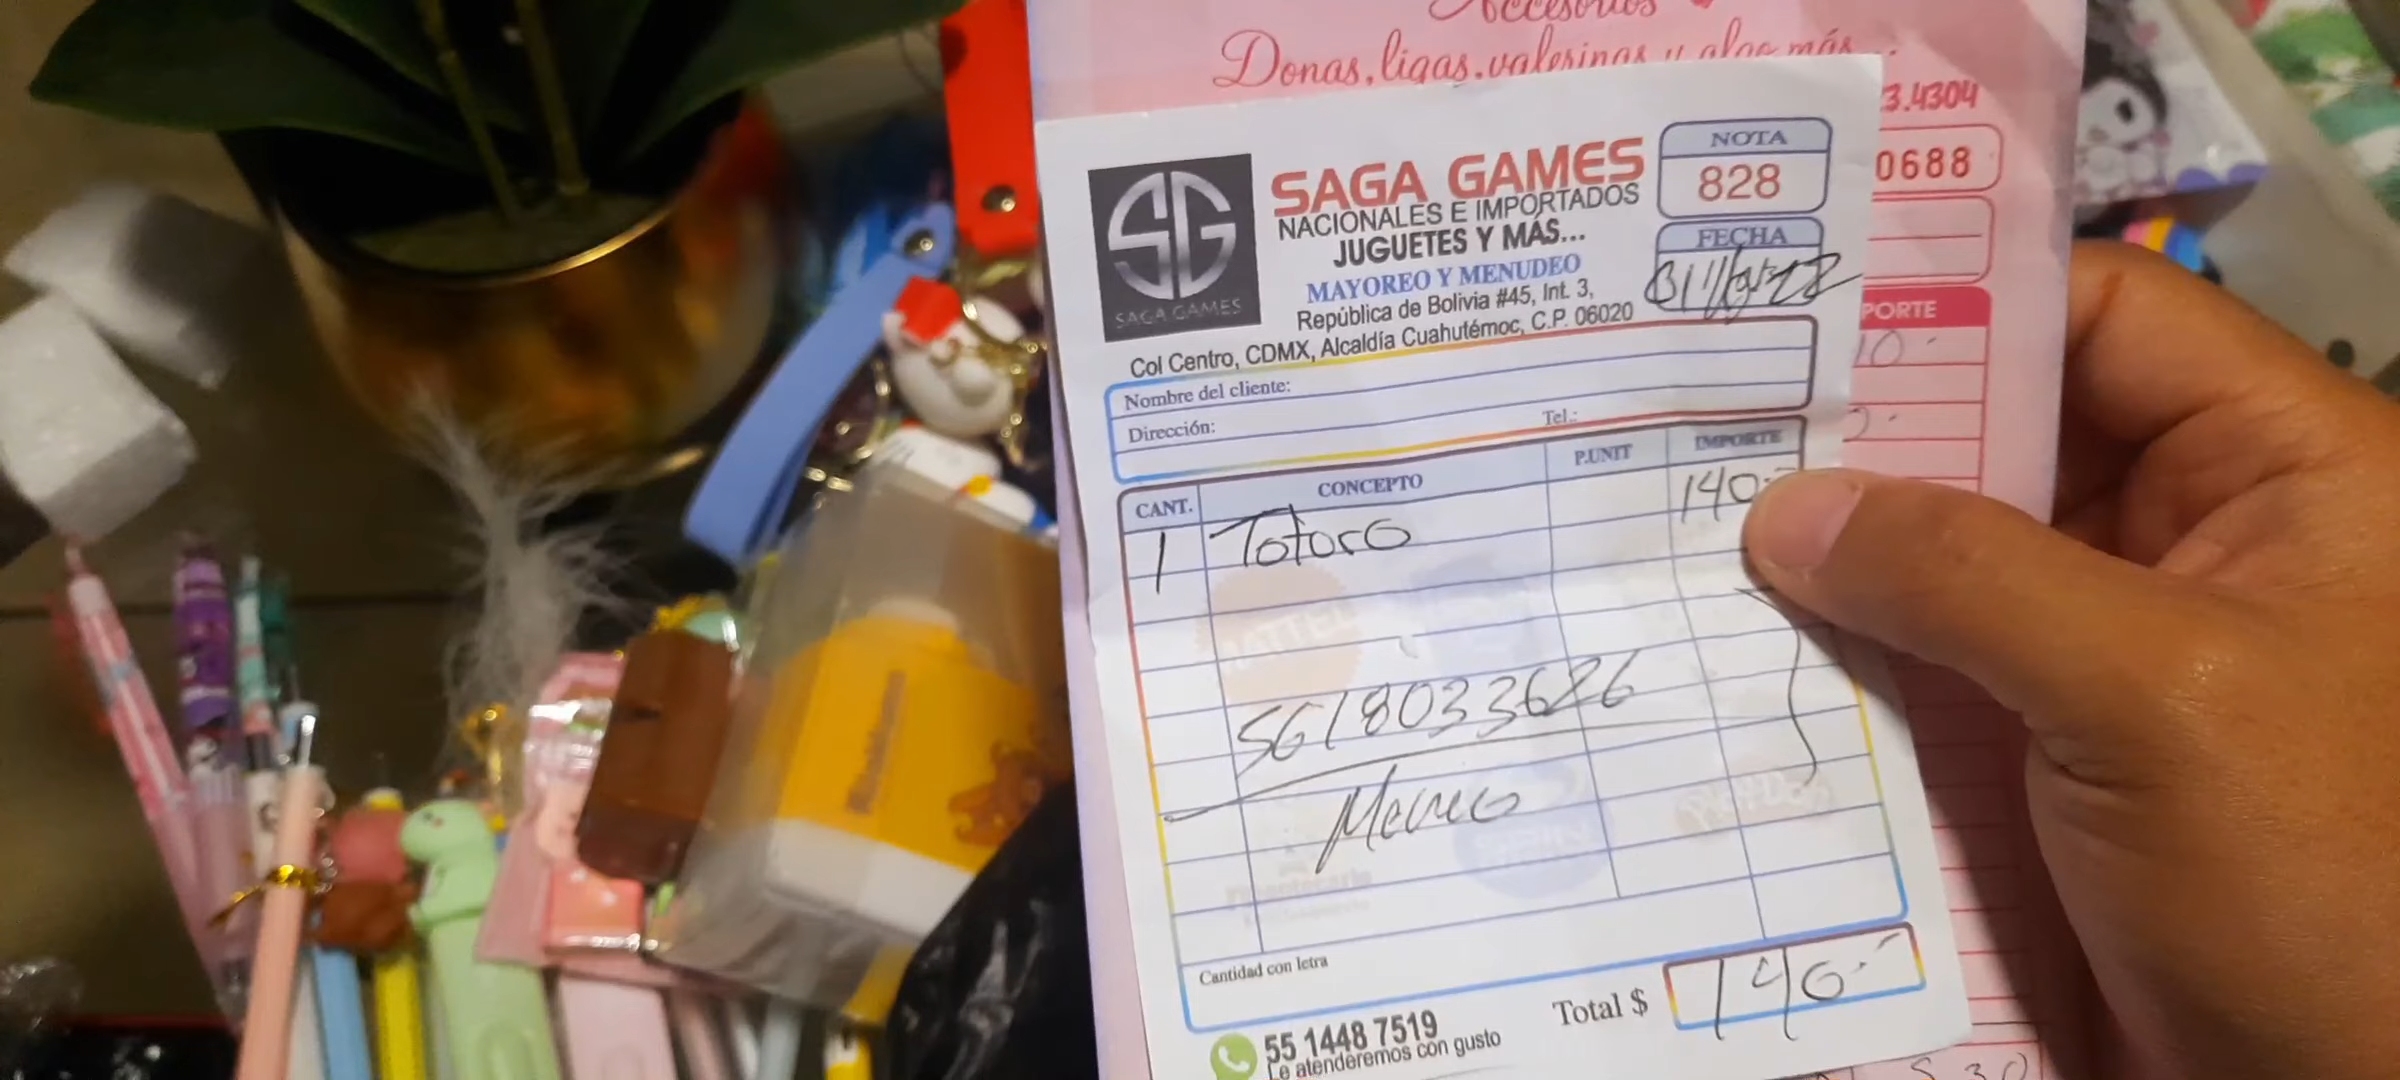 Accesorios
Donas, ligas, valerinas y algo más...
3.4304
0688
PORTE
SG
SAGA GAMES
SAGA GAMES
NACIONALES E IMPORTADOS
JUGUETES Y MÁS...
MAYOREO Y MENUDEO
República de Bolivia #45, Int. 3,
Col Centro, CDMX, Alcaldía Cuahutémoc, C.P. 06020
NOTA
828
FECHA
Nombre del cliente:
Dirección:
Tel.:
CANT. CONCEPTO P.UNIT IMPORTE
1 Totoro 140.-
5618033626
Cantidad con letra
Total $ 140.-
55 1448 7519
Le atenderemos con gusto